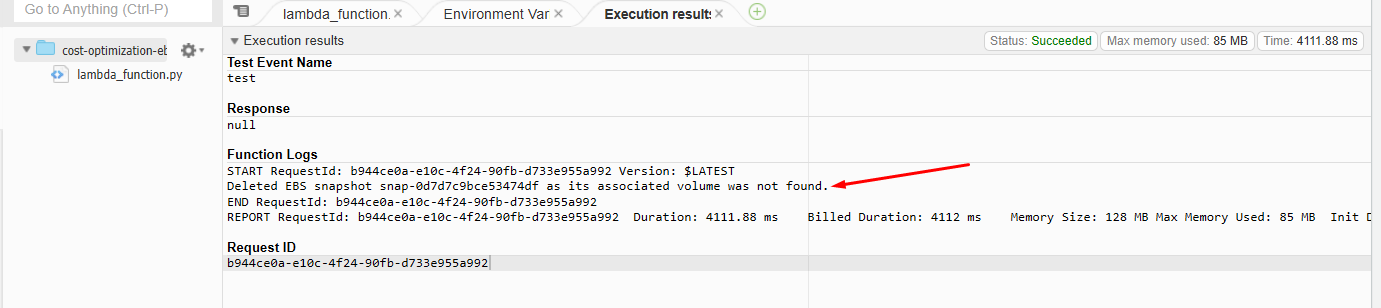 Go to Anything (Ctrl-P)
lambda_function.
Environment Var
Execution results
cost-optimization-eb
lambda_function.py
Execution results
Status: Succeeded
Max memory used: 85 MB
Time: 4111.88 ms
Test Event Name
test
Response
null
Function Logs
START RequestId: b944ce0a-e10c-4f24-90fb-d733e955a992 Version: $LATEST
Deleted EBS snapshot snap-0d7d7c9bce53474df as its associated volume was not found.
END RequestId: b944ce0a-e10c-4f24-90fb-d733e955a992
REPORT RequestId: b944ce0a-e10c-4f24-90fb-d733e955a992 Duration: 4111.88 ms Billed Duration: 4112 ms Memory Size: 128 MB Max Memory Used: 85 MB Init D
Request ID
b944ce0a-e10c-4f24-90fb-d733e955a992